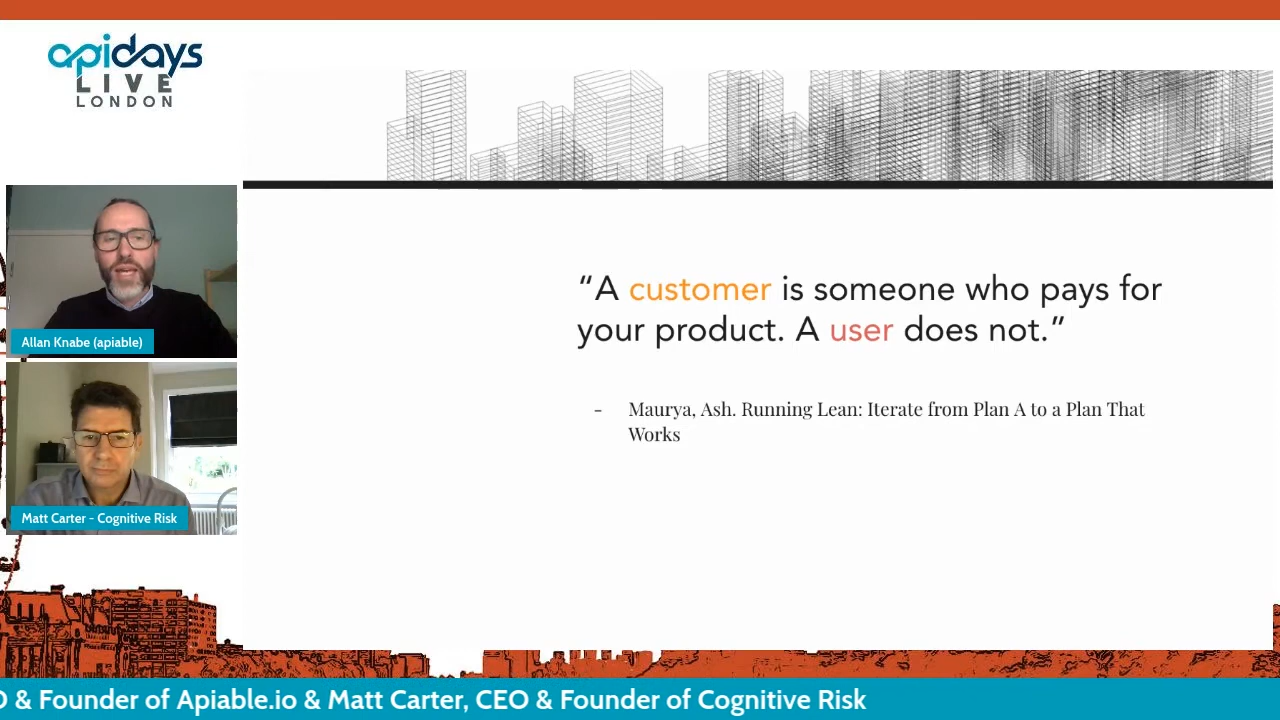 apidays
LIVE
LONDON
Allan Knabe (apiable)
Matt Carter - Cognitive Risk
“A customer is someone who pays for
your product. A user does not.”
- Maurya, Ash. Running Lean: Iterate from Plan A to a Plan That
Works
& Founder of Apiable.io & Matt Carter, CEO & Founder of Cognitive Risk